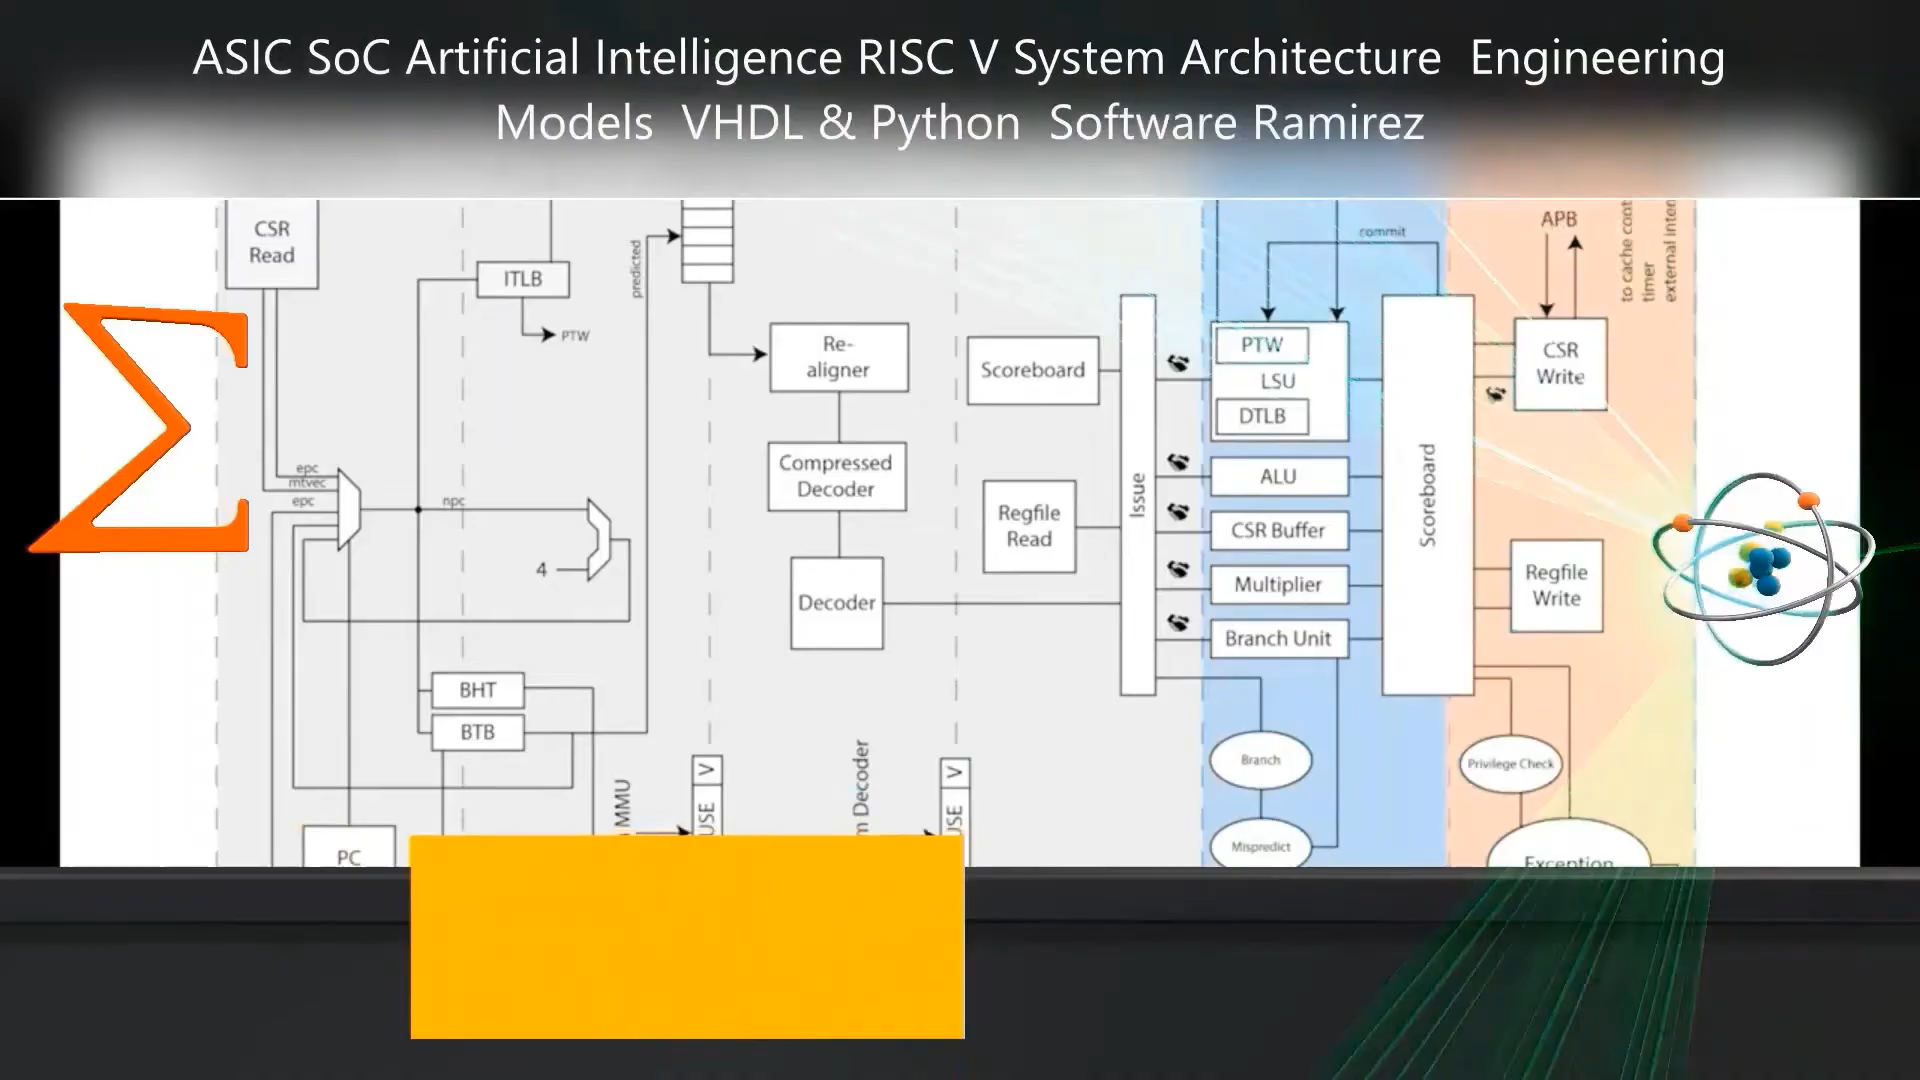 ASIC SoC Artificial Intelligence RISC V System Architecture  Engineering
Models  VHDL & Python  Software Ramirez
CSR
Read
ITLB
PTW
predicted
epc
mtvec
epc
npc
4
BHT
BTB
PC
MMU
V
USE
Re-
aligner
Compressed
Decoder
Decoder
Decoder
V
Scoreboard
Regfile
Read
Issue
commit
PTW
LSU
DTLB
ALU
CSR Buffer
Multiplier
Branch Unit
Branch
Mispredict
Scoreboard
APB
to cache cont
timer
external inter
CSR
Write
Regfile
Write
Privilege Check
Exception